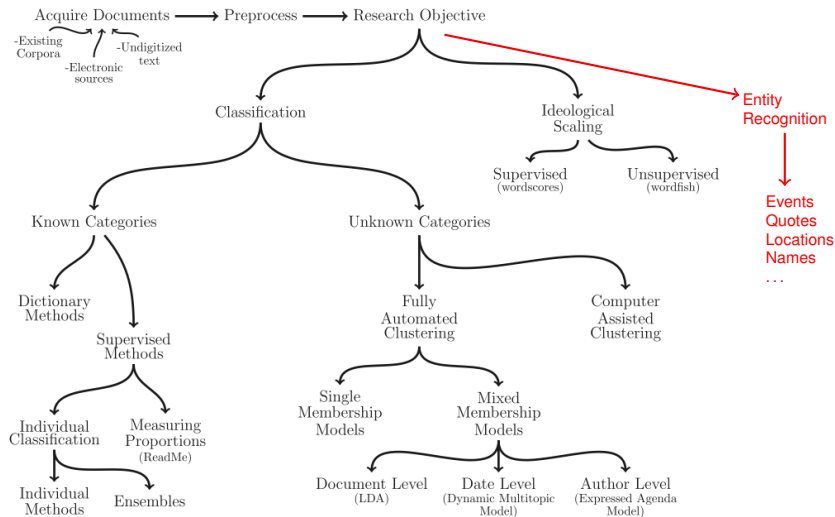 Acquire Documents
Preprocess
Research Objective
-Existing
Corpora
-Undigitized
text
-Electronic
sources
Entity
Recognition
Classification
Ideological
Scaling
Supervised
(wordscores)
Unsupervised
(wordfish)
Events
Quotes
Locations
Names
...
Known Categories
Unknown Categories
Dictionary
Methods
Fully
Automated
Clustering
Computer
Assisted
Clustering
Supervised
Methods
Single
Membership
Models
Mixed
Membership
Models
Individual
Classification
Measuring
Proportions
(ReadMe)
Document Level
(LDA)
Date Level
(Dynamic Multitopic
Model)
Author Level
(Expressed Agenda
Model)
Individual
Methods
Ensembles